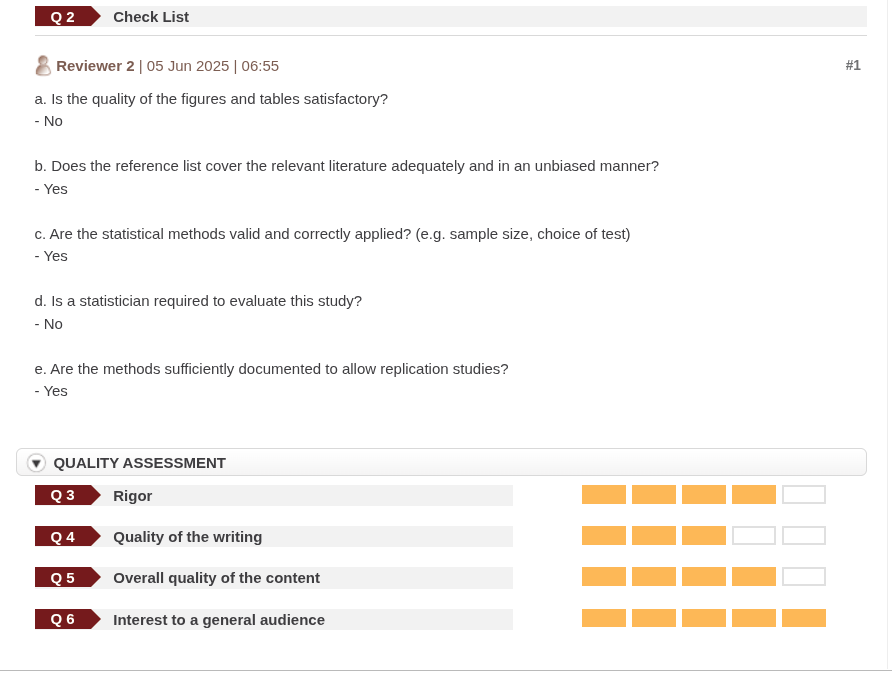 Q 2 Check List
Reviewer 2 | 05 Jun 2025 | 06:55 #1
a. Is the quality of the figures and tables satisfactory?
- No
b. Does the reference list cover the relevant literature adequately and in an unbiased manner?
- Yes
c. Are the statistical methods valid and correctly applied? (e.g. sample size, choice of test)
- Yes
d. Is a statistician required to evaluate this study?
- No
e. Are the methods sufficiently documented to allow replication studies?
- Yes
QUALITY ASSESSMENT
Q 3 Rigor
Q 4 Quality of the writing
Q 5 Overall quality of the content
Q 6 Interest to a general audience